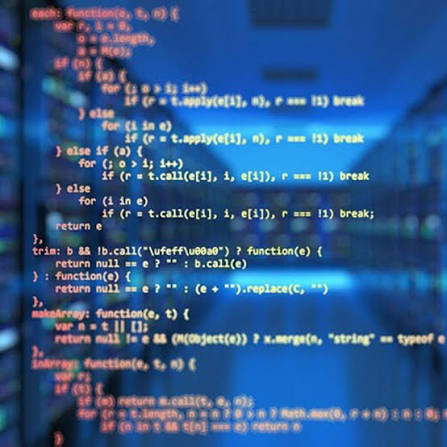 each: function(e, t, n) {
var r, i = 0,
o = e.length,
a = M(e);
if (n) {
if (a) {
for (; o > i; i++)
if (r = t.apply(e[i], n), r === !1) break
} else
for (i in e)
if (r = t.apply(e[i], n), r === !1) break
} else if (a) {
for (; o > i; i++)
if (r = t.call(e[i], i, e[i]), r === !1) break
} else
for (i in e)
if (r = t.call(e[i], i, e[i]), r === !1) break;
return e
},
trim: b && !b.call("\ufeff\u00a0") ? function(e) {
return null == e ? "" : b.call(e)
} : function(e) {
return null == e ? "" : (e + "").replace(C, "")
},
makeArray: function(e, t) {
var n = t || [];
return null != e && (M(Object(e)) ? x.merge(n, "string" == typeof e
},
inArray: function(e, t, n) {
var r;
if (t) {
if (m) return m.call(t, e, n);
for (r = t.length, n = n ? 0 > n ? Math.max(0, r + n) : n : 0;
if (n in t && t[n] === e) return n
}